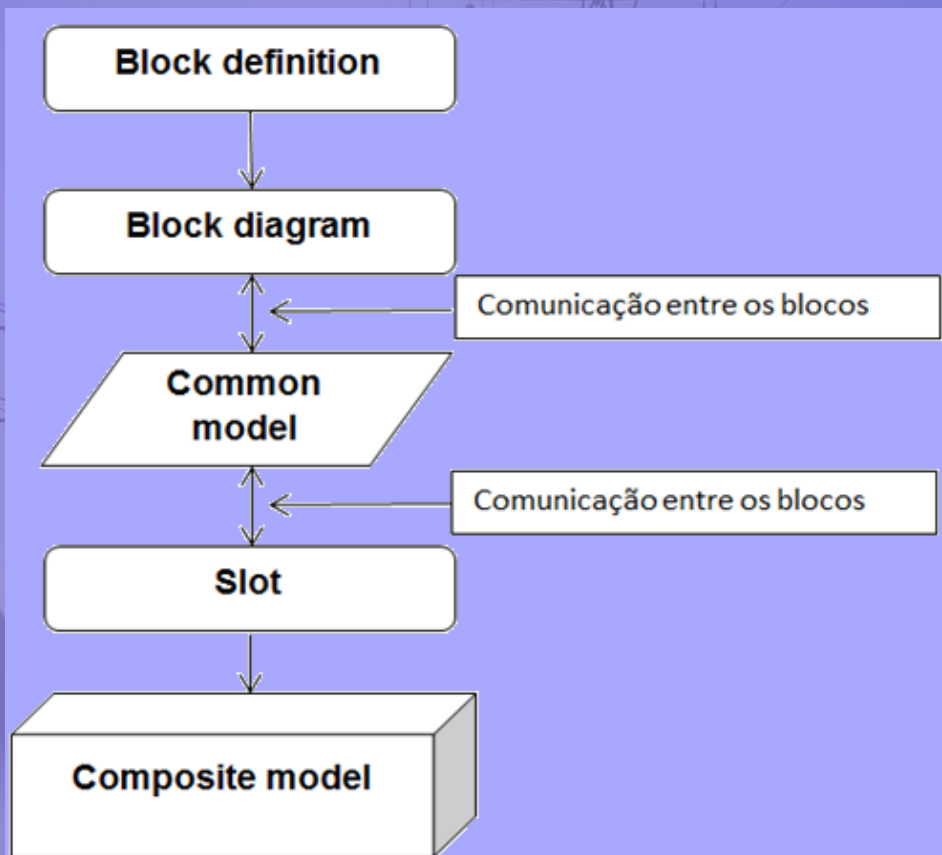 Block definition
Block diagram
Comunicação entre os blocos
Common
model
Comunicação entre os blocos
Slot
Composite model